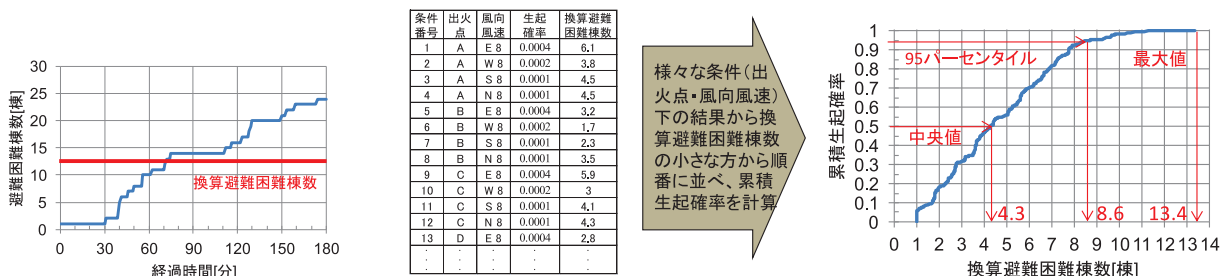 避難困難棟数[棟]
30
25
20
15
10
5
0
換算避難困難棟数
0 30 60 90 120 150 180
経過時間[分]
条件番号 出火点 風向風速 生起確率 換算避難困難棟数
1 A E 8 0.0004 6.1
2 A W 8 0.0002 3.8
3 A S 8 0.0001 4.5
4 A N 8 0.0001 4.5
5 B E 8 0.0004 3.2
6 B W 8 0.0002 1.7
7 B S 8 0.0001 2.3
8 B N 8 0.0001 3.5
9 C E 8 0.0004 5.9
10 C W 8 0.0002 3
11 C S 8 0.0001 4.1
12 C N 8 0.0001 4.3
13 D E 8 0.0004 2.8
様々な条件(出
火点・風向風速)
下の結果から換
算避難困難棟数
の小さな方から順
番に並べ、累積
生起確率を計算
累積生起確率
1
0.9
0.8
0.7
0.6
0.5
0.4
0.3
0.2
0.1
0
95パーセンタイル
最大値
中央値
4.3 8.6 13.4
0 1 2 3 4 5 6 7 8 9 10 11 12 13 14
換算避難困難棟数[棟]